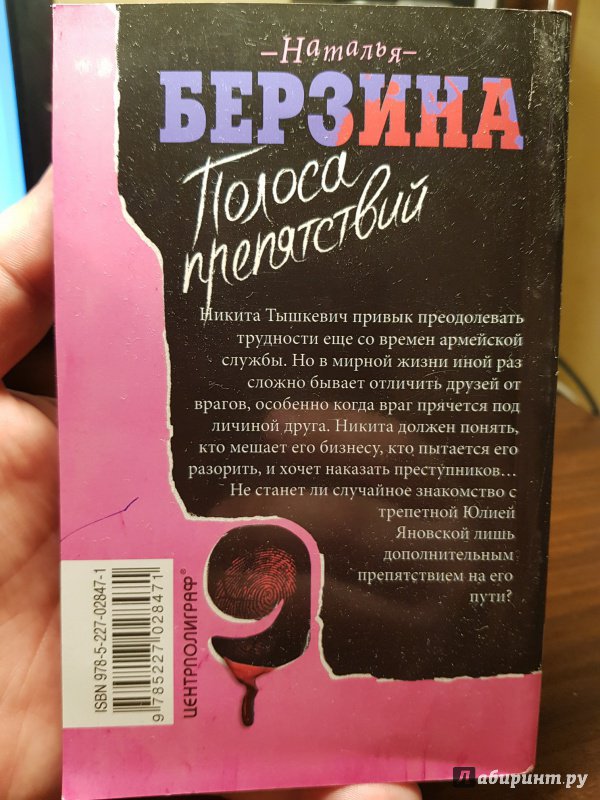 –Наталья–
БЕРЗИНА
Полоса
препятствий
Никита Тышкевич привык преодолевать
трудности еще со времен армейской
службы. Но в мирной жизни иной раз
сложно бывает отличить друзей от
врагов, особенно когда враг прячется под
личиной друга. Никита должен понять,
кто мешает его бизнесу, кто пытается его
разорить, и хочет наказать преступников...
Не станет ли случайное знакомство с
трепетной Юлией
Яновской лишь
дополнительным
препятствием на его
пути?
ISBN 978-5-227-02847-1
9 785227 028471
ЦЕНТРПОЛИГРАФ®
Лабиринт.ру